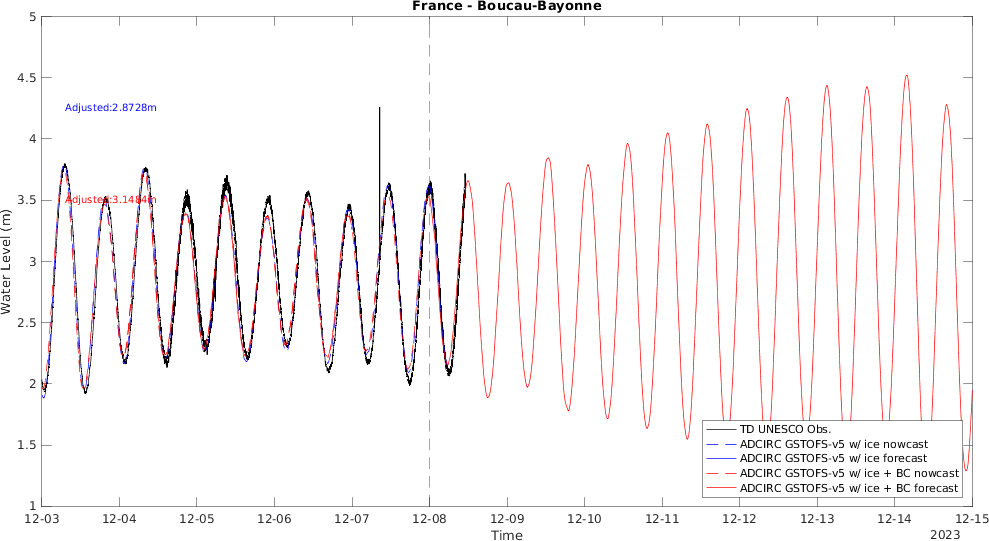 France - Boucau-Bayonne
5
4.5
4
3.5
3
2.5
2
1.5
1
Water Level (m)
Adjusted:2.8728m
Adjusted:3.1484m
TD UNESCO Obs.
ADCIRC GSTOFS-v5 w/ ice nowcast
ADCIRC GSTOFS-v5 w/ ice forecast
ADCIRC GSTOFS-v5 w/ ice + BC nowcast
ADCIRC GSTOFS-v5 w/ ice + BC forecast
12-03 12-04 12-05 12-06 12-07 12-08 12-09 12-10 12-11 12-12 12-13 12-14 12-15
Time
2023